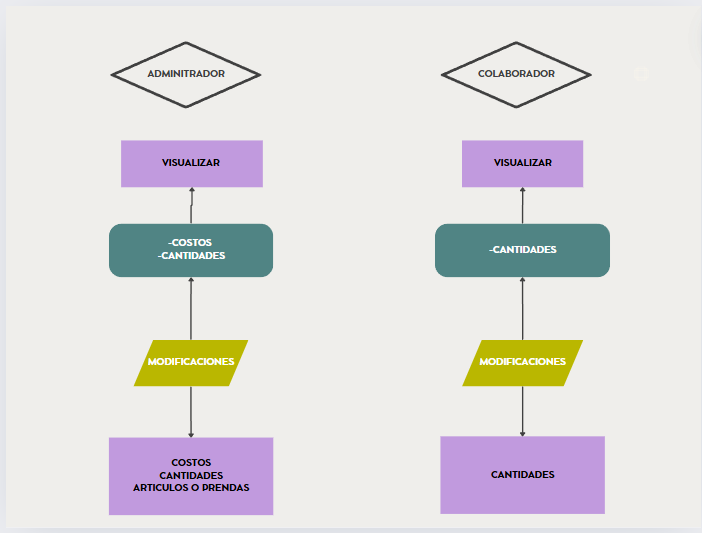 ADMINITRADOR
VISUALIZAR
-COSTOS
-CANTIDADES
MODIFICACIONES
COSTOS
CANTIDADES
ARTICULOS O PRENDAS
COLABORADOR
VISUALIZAR
-CANTIDADES
MODIFICACIONES
CANTIDADES